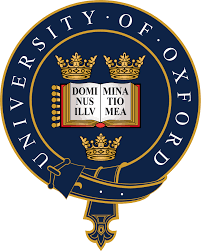 UNIVERSITY · OF · OXFORD
DOMI MINA
NUS TIO
ILLV MEA